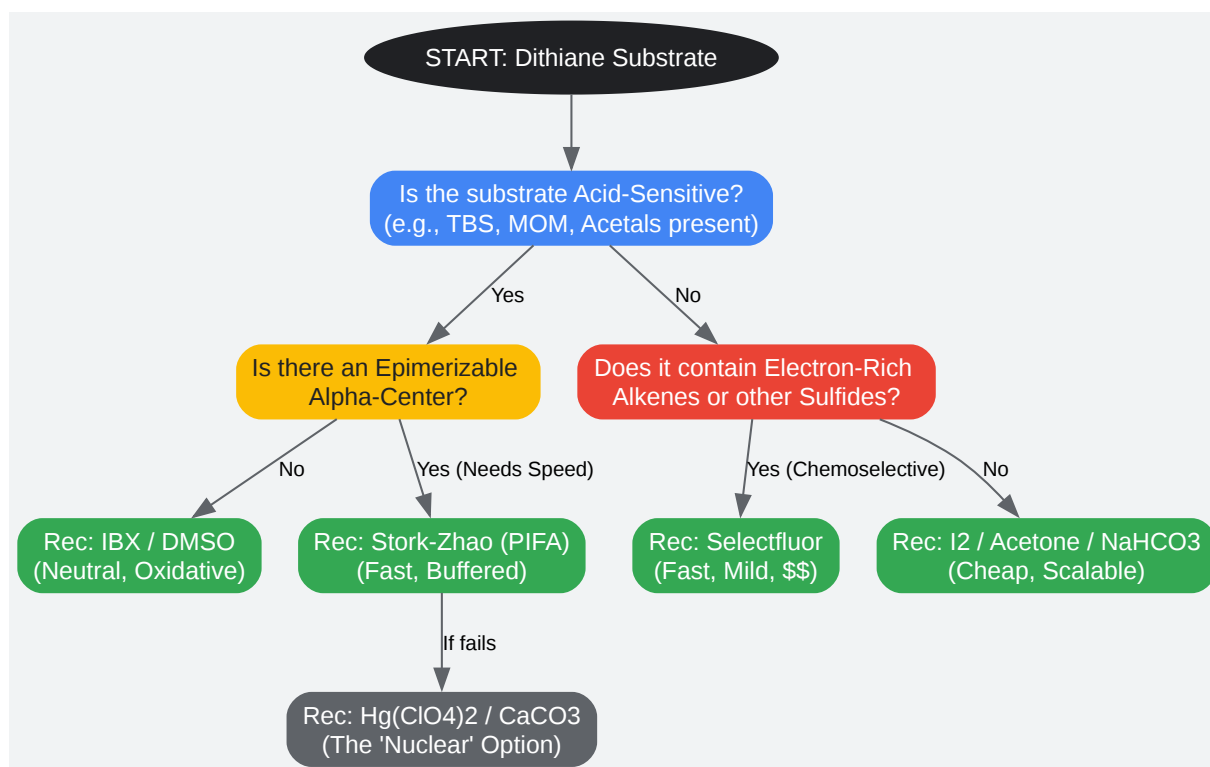 START: Dithiane Substrate
Is the substrate Acid-Sensitive?
(e.g., TBS, MOM, Acetals present)
Yes
No
Is there an Epimerizable
Alpha-Center?
Does it contain Electron-Rich
Alkenes or other Sulfides?
No
Yes (Needs Speed)
Yes (Chemoselective)
No
Rec: IBX / DMSO
(Neutral, Oxidative)
Rec: Stork-Zhao (PIFA)
(Fast, Buffered)
Rec: Selectfluor
(Fast, Mild, $$)
Rec: I2 / Acetone / NaHCO3
(Cheap, Scalable)
If fails
Rec: Hg(ClO4)2 / CaCO3
(The 'Nuclear' Option)